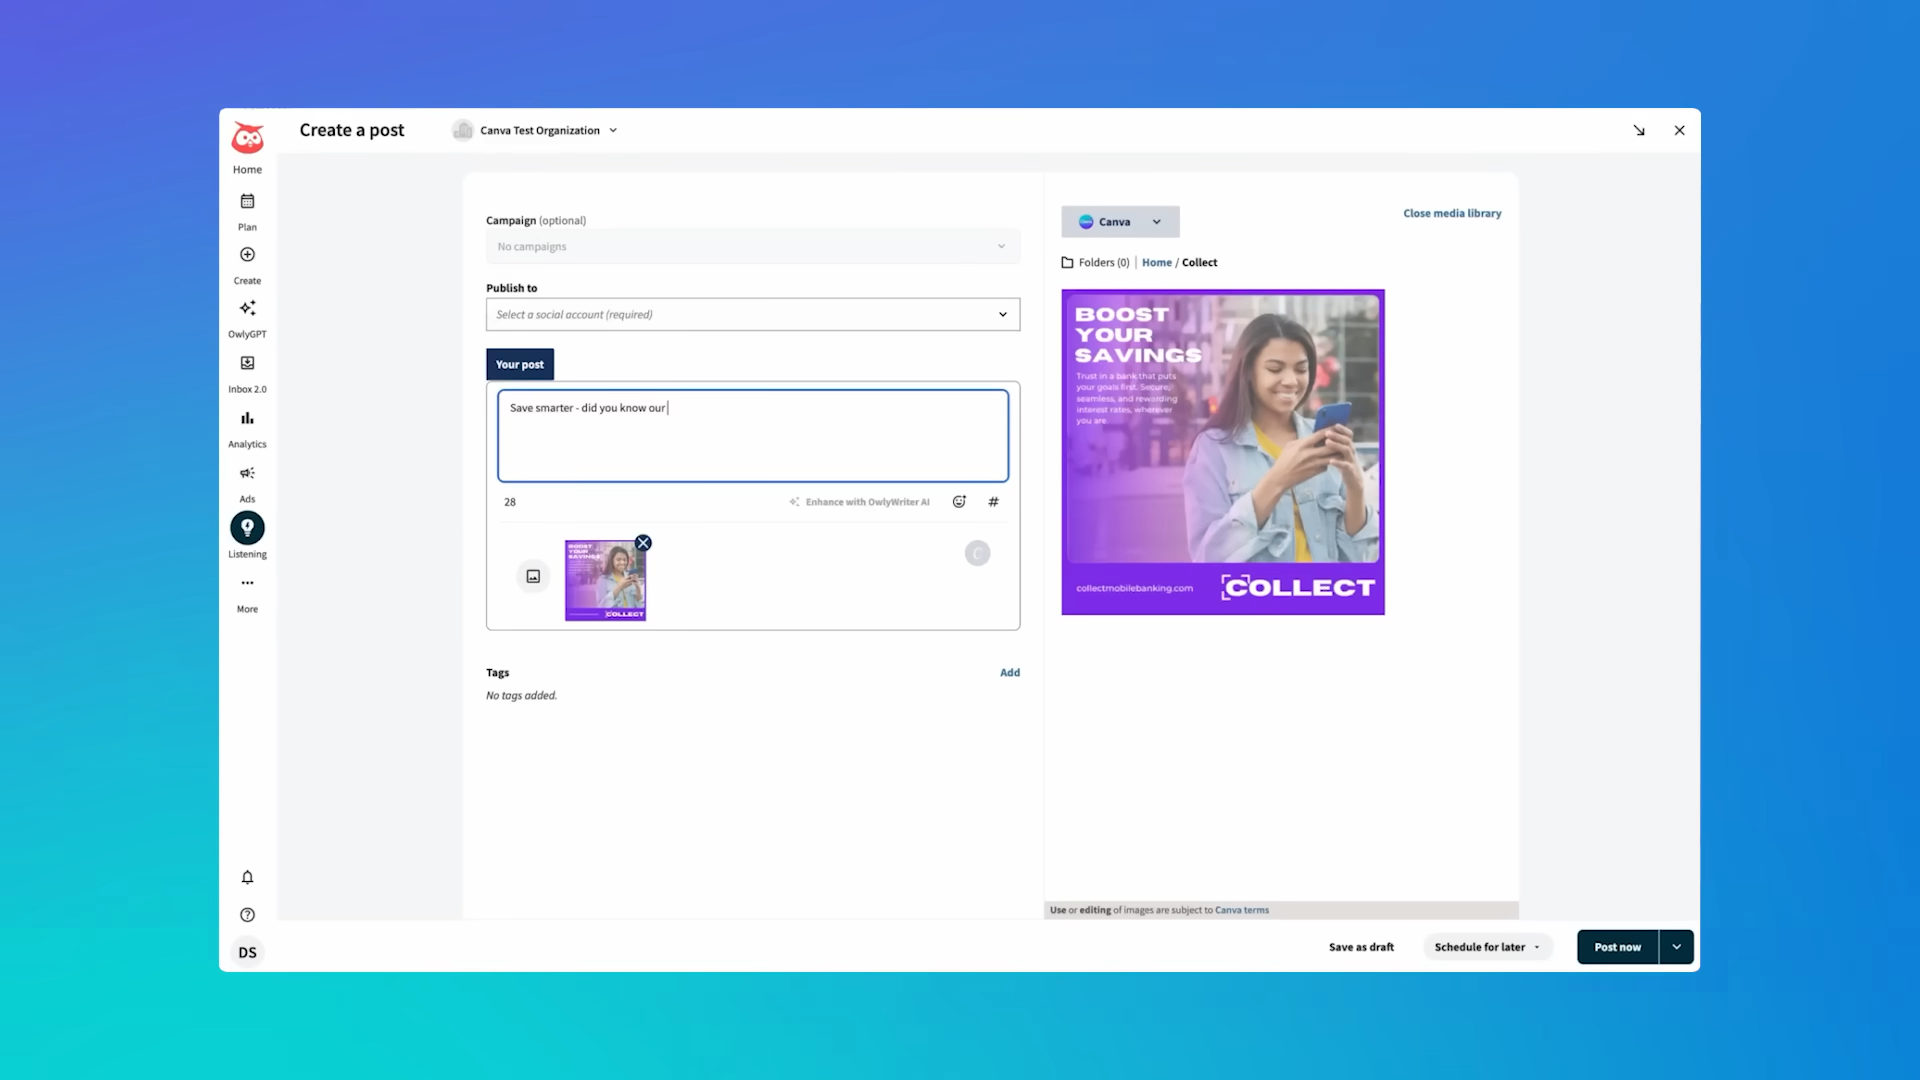 Create a post
Canva Test Organization
Home
Plan
Create
OwlyGPT
Inbox 2.0
Analytics
Ads
Listening
More
DS
Campaign (optional)
No campaigns
Publish to
Select a social account (required)
Your post
Save smarter - did you know our
28
Enhance with OwlyWriter AI
#
BOOST
YOUR
SAVINGS
COLLECT
Tags
Add
No tags added.
Canva
Close media library
Folders (0) | Home / Collect
BOOST
YOUR
SAVINGS
Trust in a bank that puts
your goals first. Secure,
seamless, and rewarding
interest rates, wherever
you are.
collectmobilebanking.com
COLLECT
Use or editing of images are subject to Canva terms
Save as draft
Schedule for later
Post now